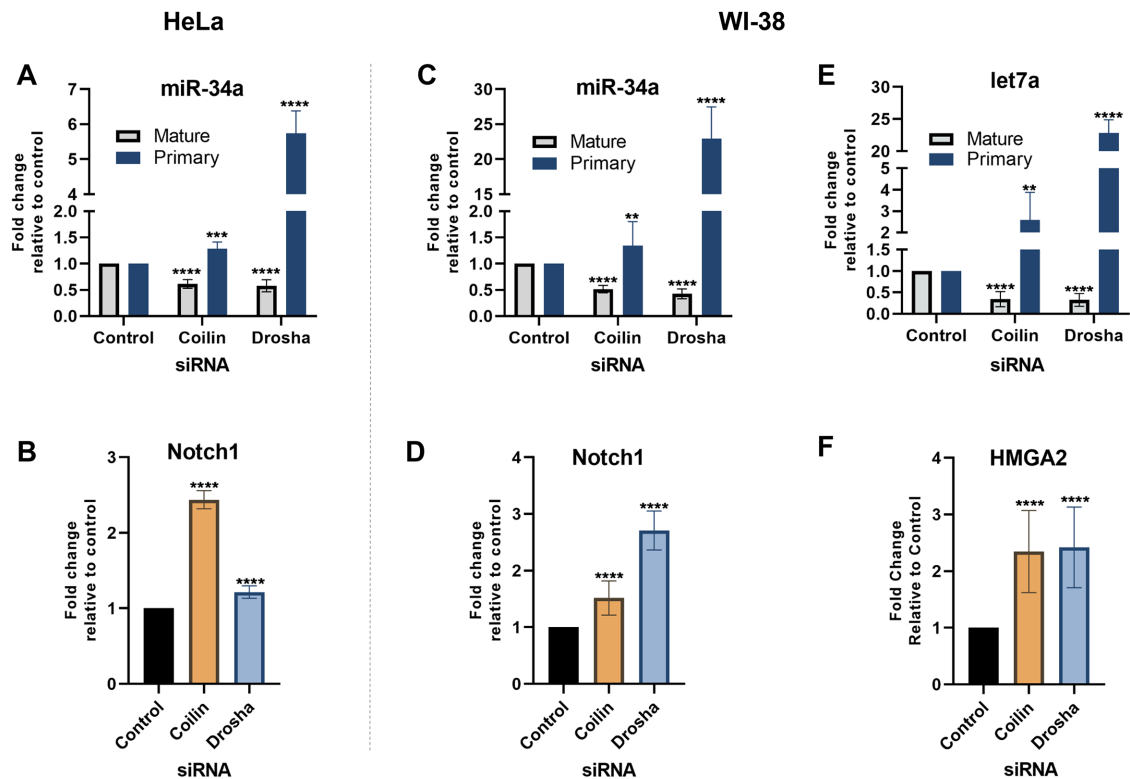 HeLa
WI-38
A
miR-34a
Fold change
relative to control
7
6
5
4
2.0
1.5
1.0
0.5
0.0
Mature
Primary
****
***
****
****
Control
Coilin
Drosha
siRNA
C
miR-34a
Fold change
relative to control
30
25
20
15
2.0
1.5
1.0
0.5
0.0
Mature
Primary
****
**
****
****
Control
Coilin
Drosha
siRNA
E
let7a
Fold change
relative to control
30
25
20
5
4
3
2
1.5
1.0
0.5
0.0
Mature
Primary
****
**
****
****
Control
Coilin
Drosha
siRNA
B
Notch1
Fold change
relative to control
3
2
1
0
****
****
Control
Coilin
Drosha
siRNA
D
Notch1
Fold change
relative to control
4
3
2
1
0
****
****
Control
Coilin
Drosha
siRNA
F
HMGA2
Fold Change
Relative to Control
4
3
2
1
0
****
****
Control
Coilin
Drosha
siRNA